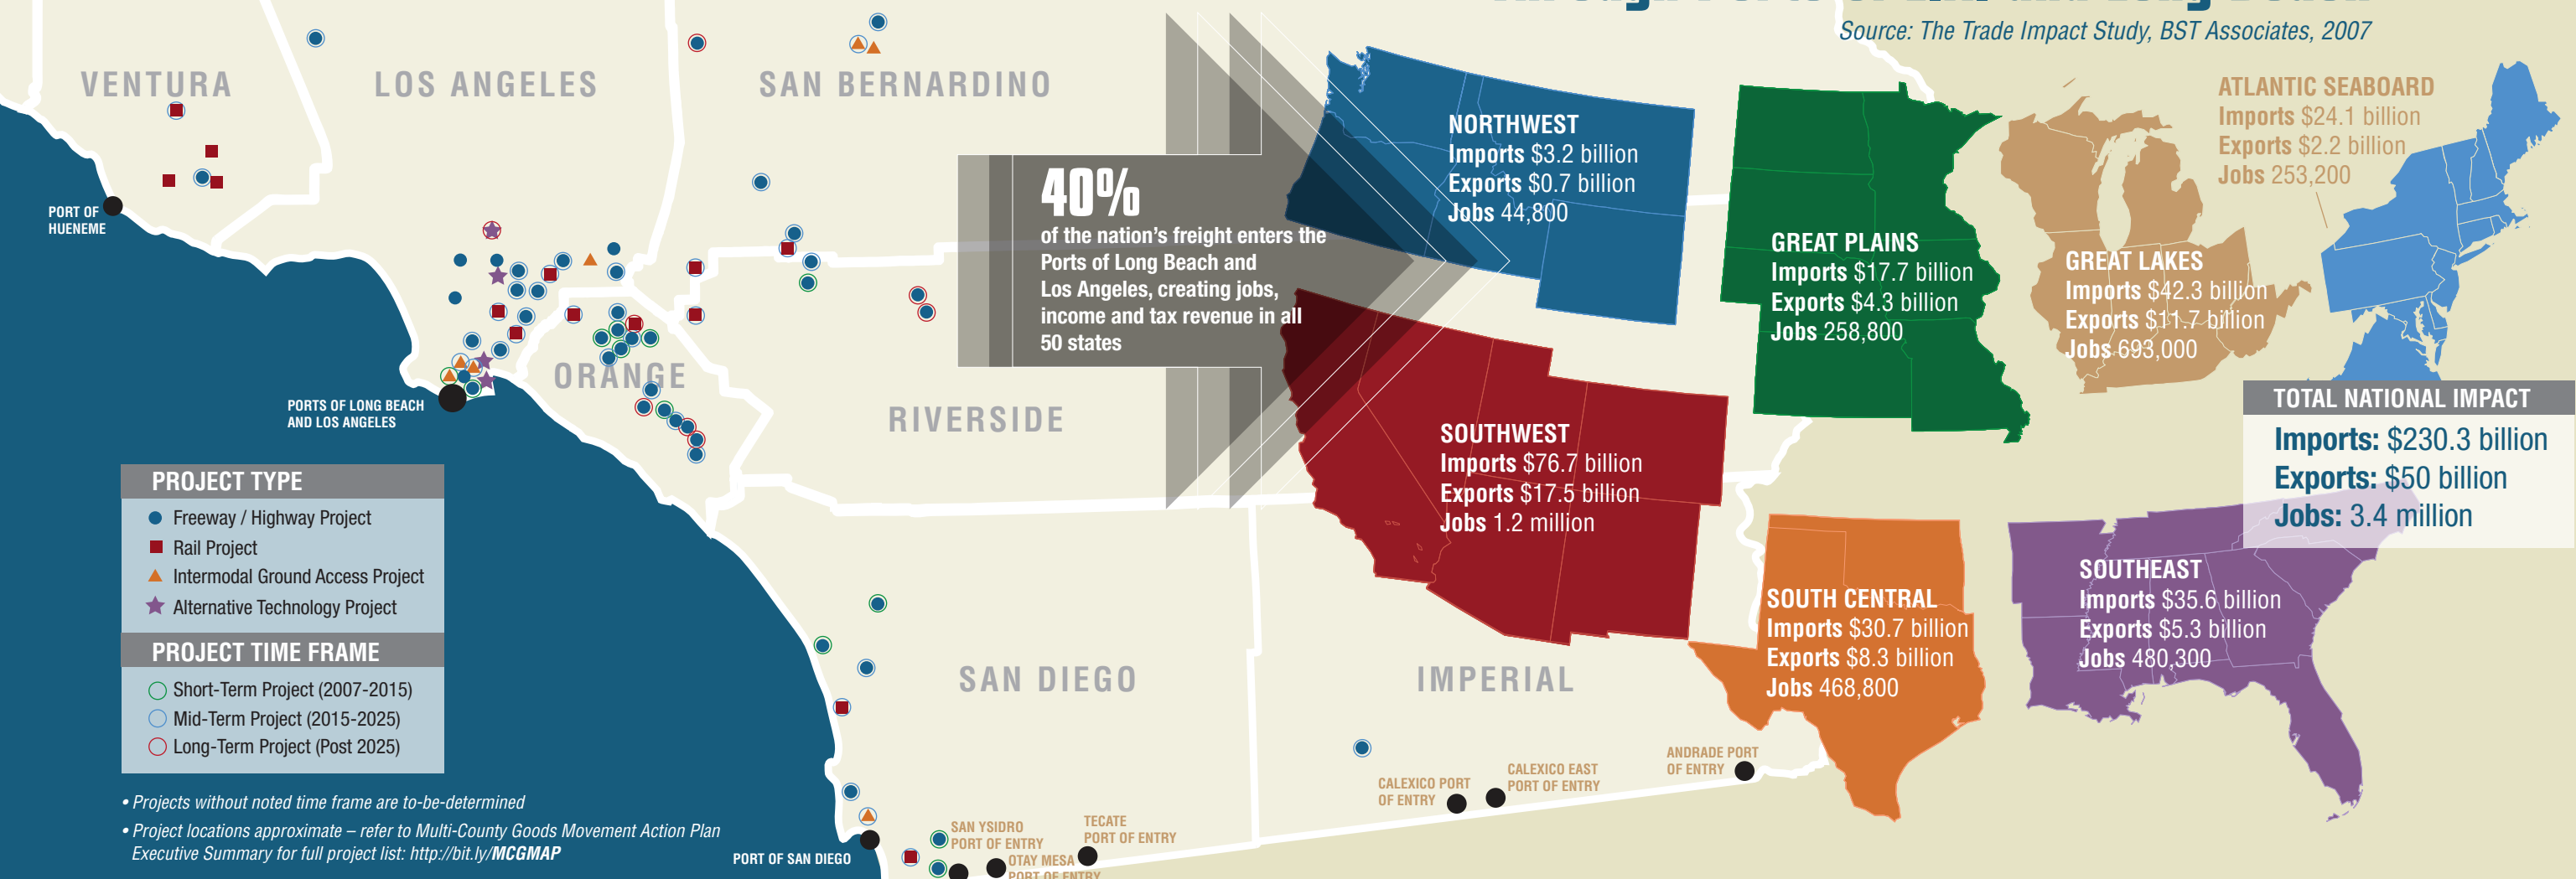 Through Ports of L.A. and Long Beach
Source: The Trade Impact Study, BST Associates, 2007
VENTURA
LOS ANGELES
SAN BERNARDINO
PORT OF
HUENEME
PORTS OF LONG BEACH
AND LOS ANGELES
ORANGE
RIVERSIDE
SAN DIEGO
IMPERIAL
40%
of the nation's freight enters the
Ports of Long Beach and
Los Angeles, creating jobs,
income and tax revenue in all
50 states
NORTHWEST
Imports $3.2 billion
Exports $0.7 billion
Jobs 44,800
GREAT PLAINS
Imports $17.7 billion
Exports $4.3 billion
Jobs 258,800
GREAT LAKES
Imports $42.3 billion
Exports $11.7 billion
Jobs 693,000
ATLANTIC SEABOARD
Imports $24.1 billion
Exports $2.2 billion
Jobs 253,200
SOUTHWEST
Imports $76.7 billion
Exports $17.5 billion
Jobs 1.2 million
SOUTH CENTRAL
Imports $30.7 billion
Exports $8.3 billion
Jobs 468,800
SOUTHEAST
Imports $35.6 billion
Exports $5.3 billion
Jobs 480,300
TOTAL NATIONAL IMPACT
Imports: $230.3 billion
Exports: $50 billion
Jobs: 3.4 million
PROJECT TYPE
Freeway / Highway Project
Rail Project
Intermodal Ground Access Project
Alternative Technology Project
PROJECT TIME FRAME
Short-Term Project (2007-2015)
Mid-Term Project (2015-2025)
Long-Term Project (Post 2025)
• Projects without noted time frame are to-be-determined
• Project locations approximate – refer to Multi-County Goods Movement Action Plan
Executive Summary for full project list: http://bit.ly/MCGMAP
PORT OF SAN DIEGO
SAN YSIDRO
PORT OF ENTRY
OTAY MESA
PORT OF ENTRY
TECATE
PORT OF ENTRY
CALEXICO PORT
OF ENTRY
CALEXICO EAST
PORT OF ENTRY
ANDRADE PORT
OF ENTRY